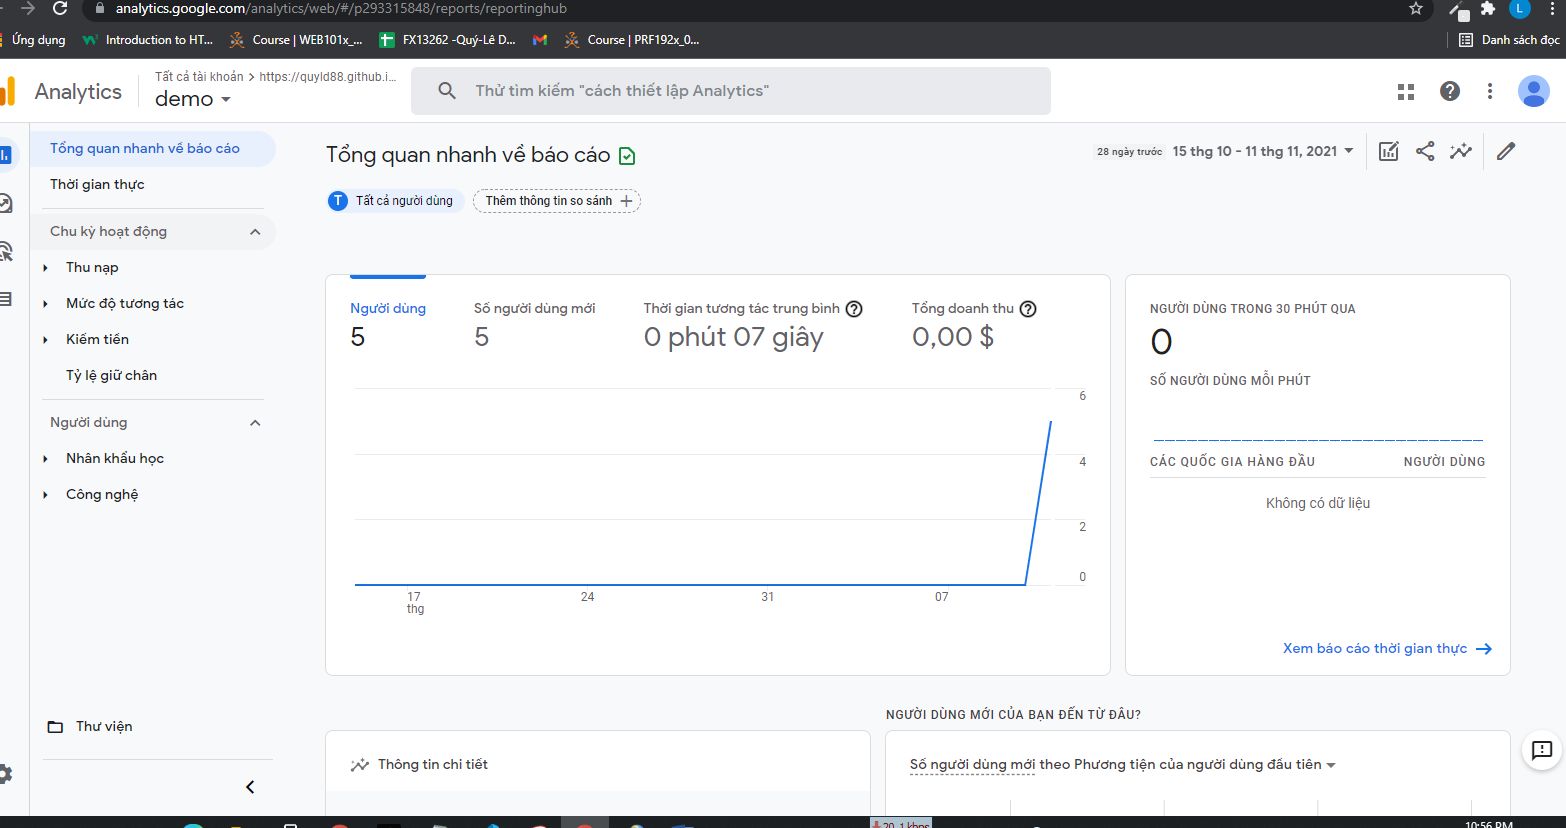 analytics.google.com/analytics/web/#/p293315848/reports/reportinghub
L
Ứng dụng
Introduction to HT...
Course | WEB101x_...
FX13262 -Quý-Lê D...
Course | PRF192x_0...
Danh sách đọc
Analytics
Tất cả tài khoản > https://quyld88.github.i...
demo
Thử tìm kiếm "cách thiết lập Analytics"
Tổng quan nhanh về báo cáo
Thời gian thực
Chu kỳ hoạt động
Thu nạp
Mức độ tương tác
Kiếm tiền
Tỷ lệ giữ chân
Người dùng
Nhân khẩu học
Công nghệ
Thư viện
Tổng quan nhanh về báo cáo
28 ngày trước 15 thg 10 - 11 thg 11, 2021
T Tất cả người dùng
Thêm thông tin so sánh
Người dùng
5
Số người dùng mới
5
Thời gian tương tác trung bình
0 phút 07 giây
Tổng doanh thu
0,00 $
6
4
2
0
17
thg
24
31
07
NGƯỜI DÙNG TRONG 30 PHÚT QUA
0
SỐ NGƯỜI DÙNG MỖI PHÚT
CÁC QUỐC GIA HÀNG ĐẦU NGƯỜI DÙNG
Không có dữ liệu
Xem báo cáo thời gian thực
Thông tin chi tiết
NGƯỜI DÙNG MỚI CỦA BẠN ĐẾN TỪ ĐÂU?
Số người dùng mới theo Phương tiện của người dùng đầu tiên
20.1 kbps
10:56 PM